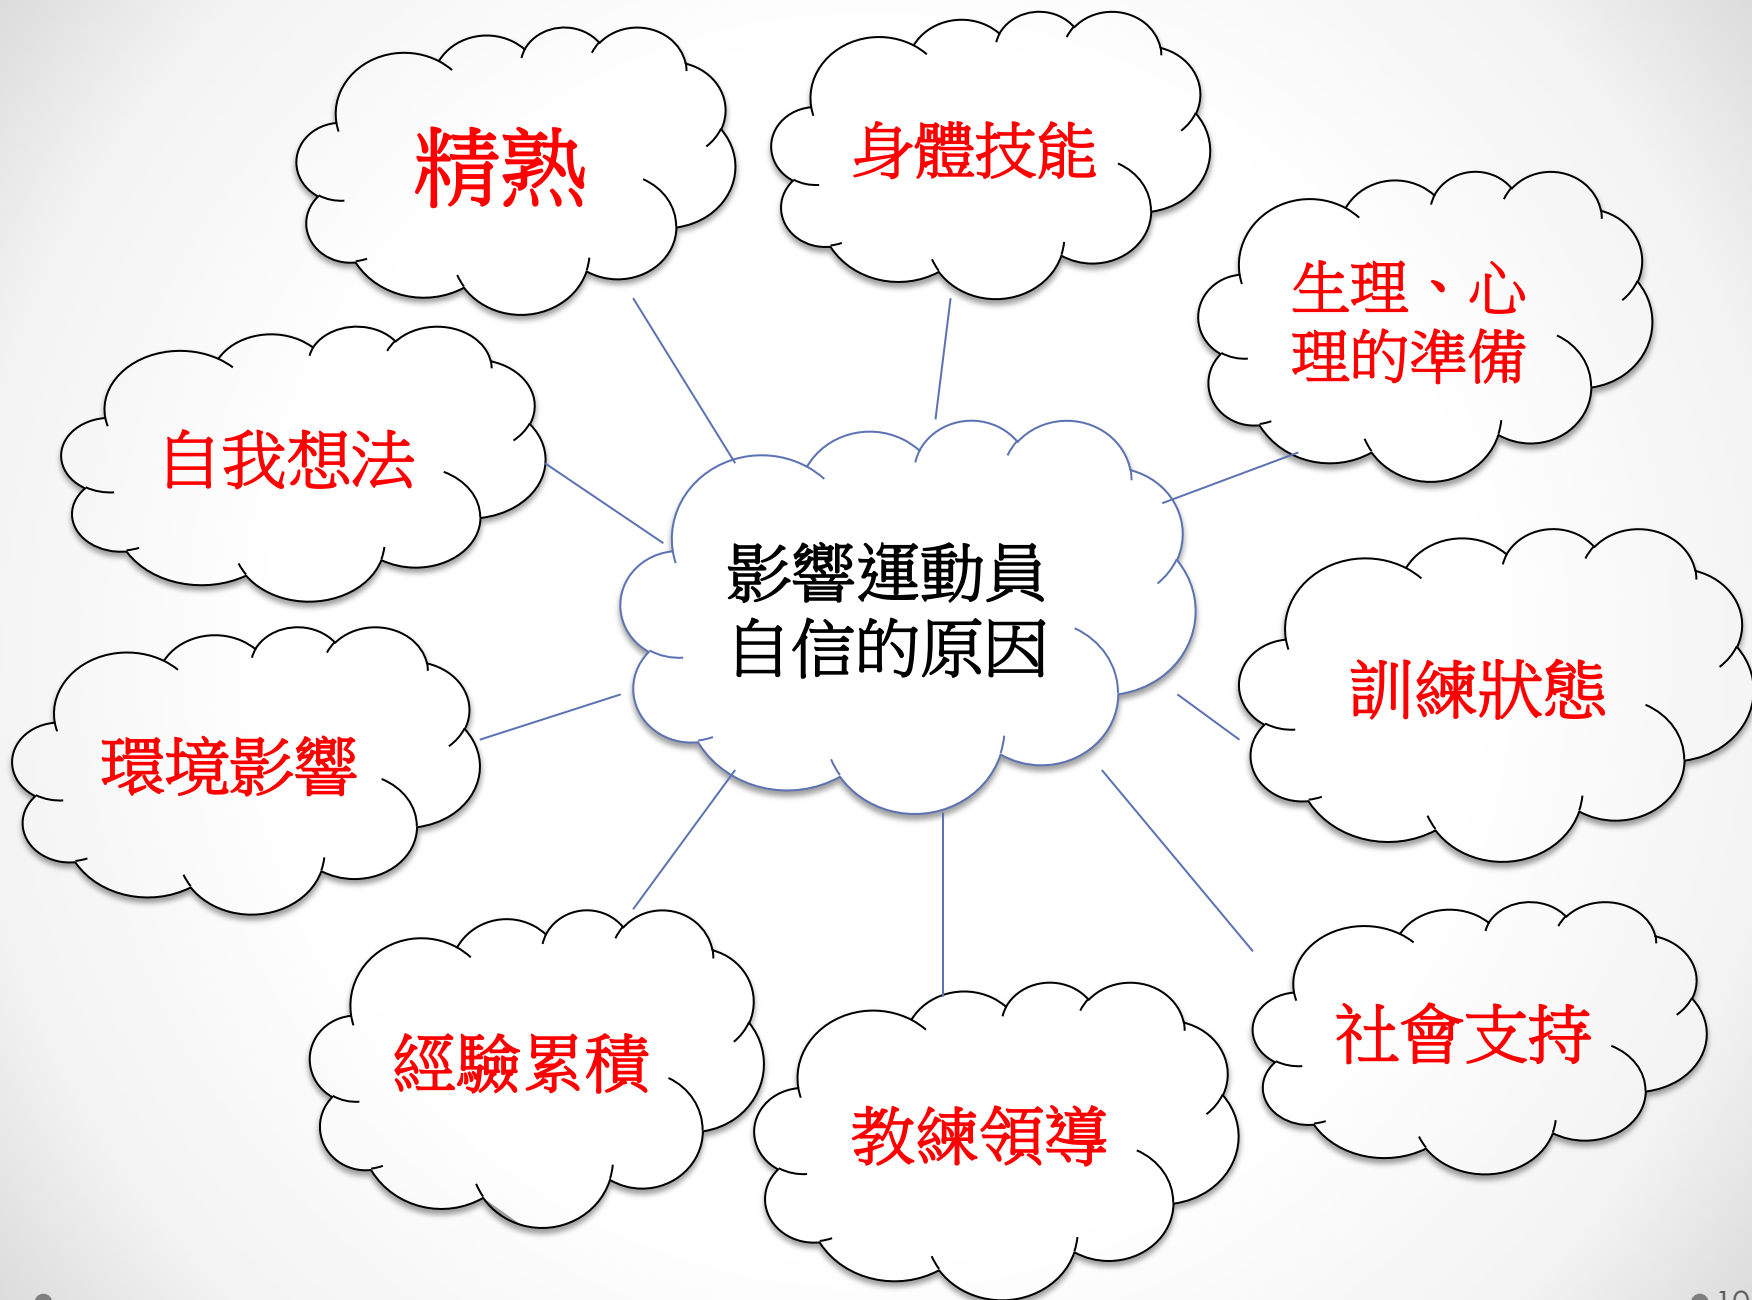 精熟
身體技能
生理、心
理的準備
自我想法
影響運動員
自信的原因
訓練狀態
環境影響
社會支持
經驗累積
教練領導